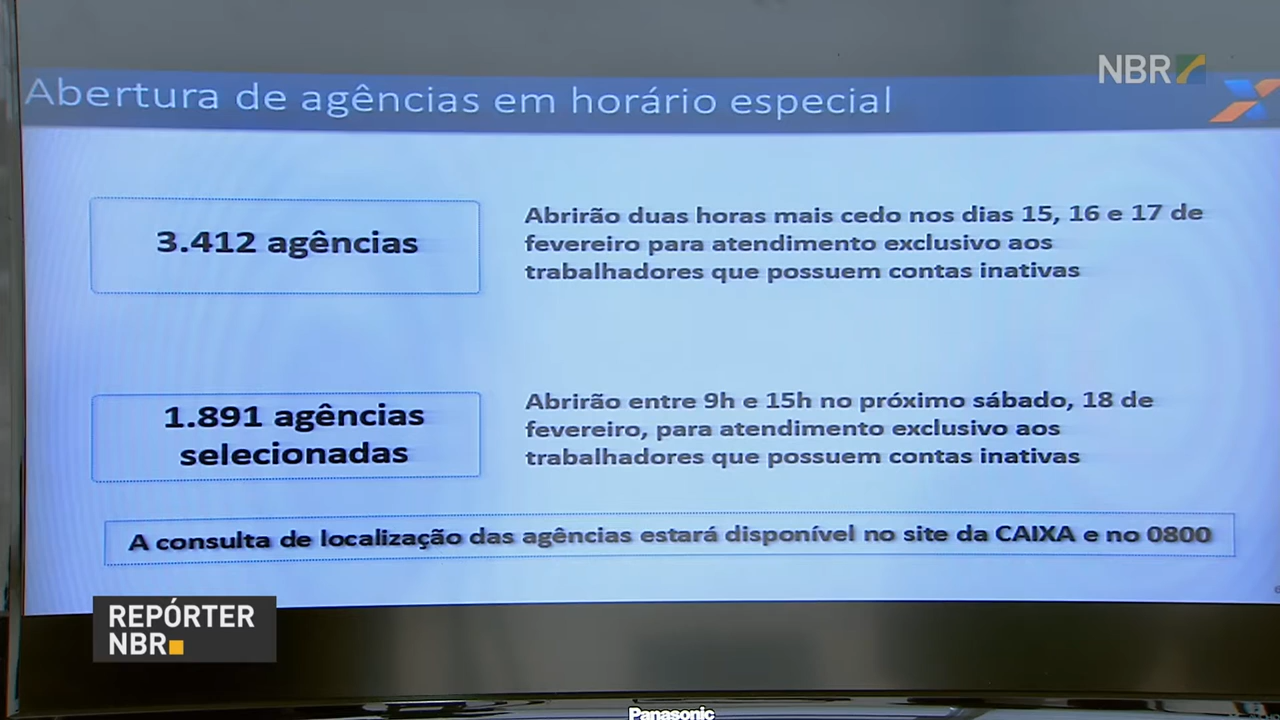 NBR
Abertura de agências em horário especial
3.412 agências
Abrirão duas horas mais cedo nos dias 15, 16 e 17 de
fevereiro para atendimento exclusivo aos
trabalhadores que possuem contas inativas
1.891 agências
selecionadas
Abrirão entre 9h e 15h no próximo sábado, 18 de
fevereiro, para atendimento exclusivo aos
trabalhadores que possuem contas inativas
A consulta de localização das agências estará disponível no site da CAIXA e no 0800
REPÓRTER
NBR
Panasonic